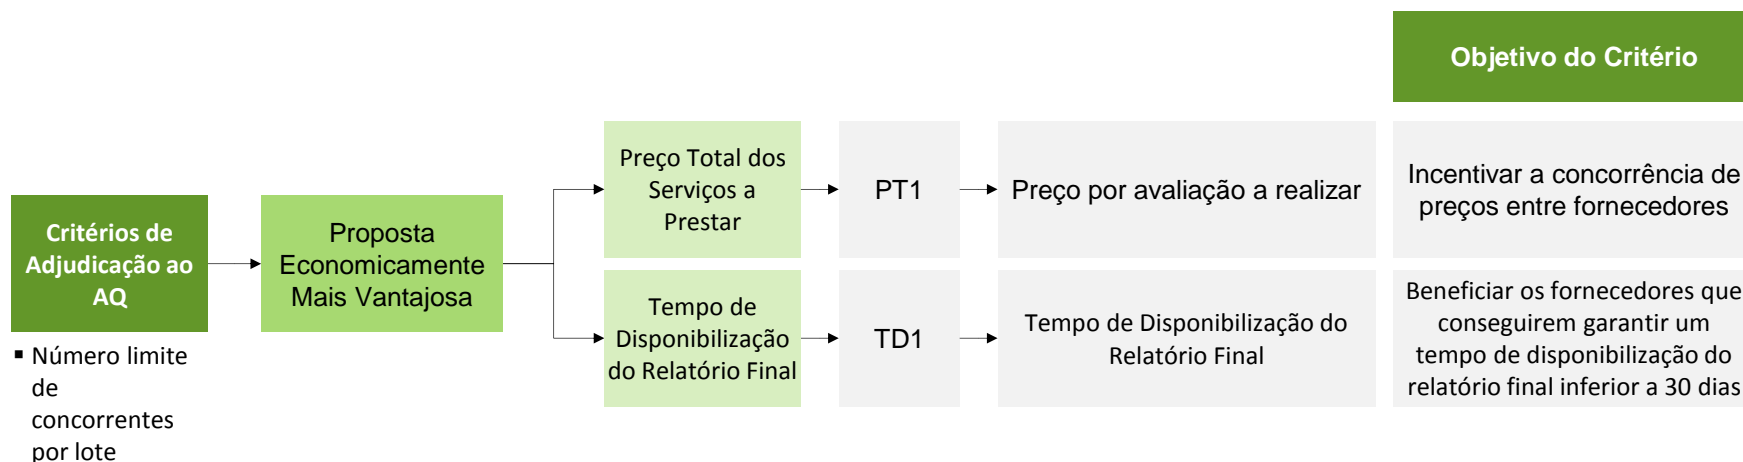 Objetivo do Critério
Preço Total dos
Serviços a
Prestar
PT1
Preço por avaliação a realizar
Incentivar a concorrência de
preços entre fornecedores
Critérios de
Adjudicação ao
AQ
Proposta
Economicamente
Mais Vantajosa
Tempo de
Disponibilização
do Relatório Final
TD1
Tempo de Disponibilização do
Relatório Final
Beneficiar os fornecedores que
conseguirem garantir um
tempo de disponibilização do
relatório final inferior a 30 dias
▪ Número limite
de
concorrentes
por lote